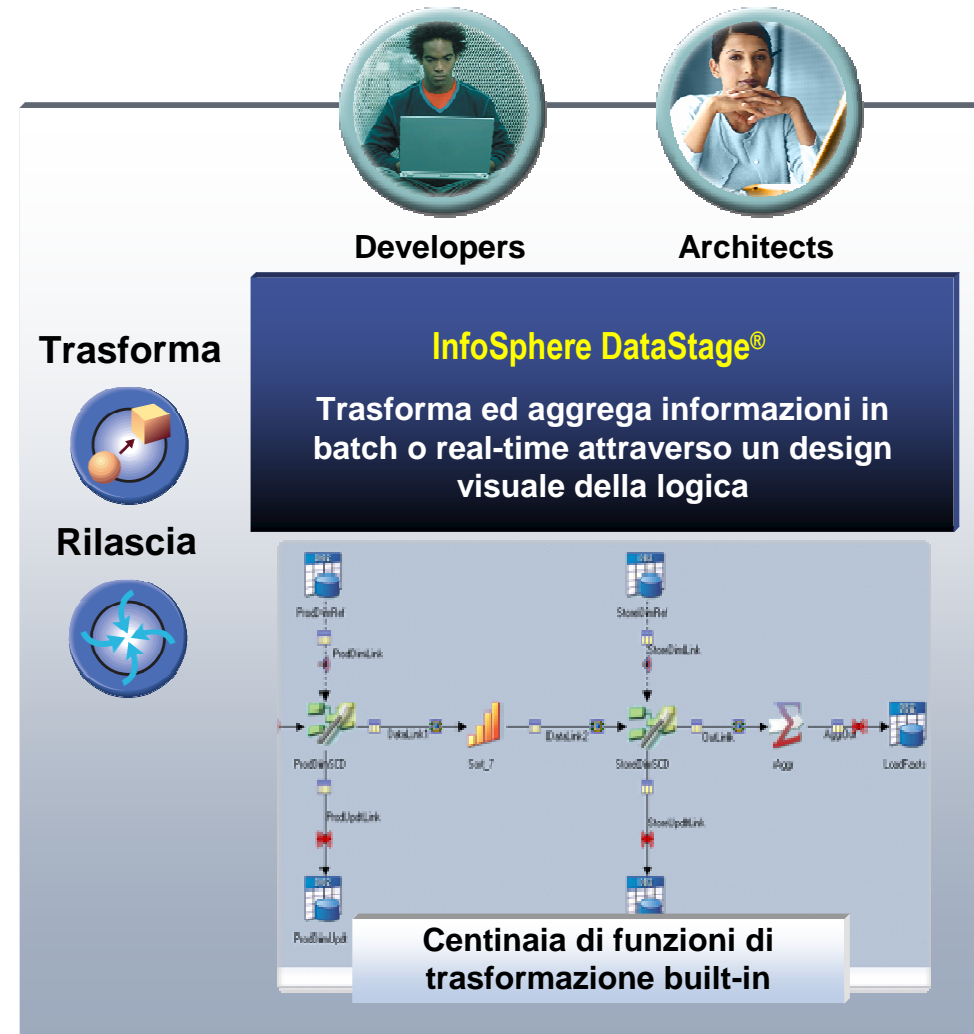 Developers
Architects
Trasforma
InfoSphere DataStage®
Trasforma ed aggrega informazioni in
batch o real-time attraverso un design
visuale della logica
Rilascia
ProdDimRef
StoreDimRef
ProdDimLink
StoreDimLink
DataLink1
DataLink2
OutLink
AggOut
ProdDimSCD
Sort_7
StoreDimSCD
LoadFacts
ProdUpdtLink
StoreUpdtLink
ProdDimUpdt
Centinaia di funzioni di
trasformazione built-in